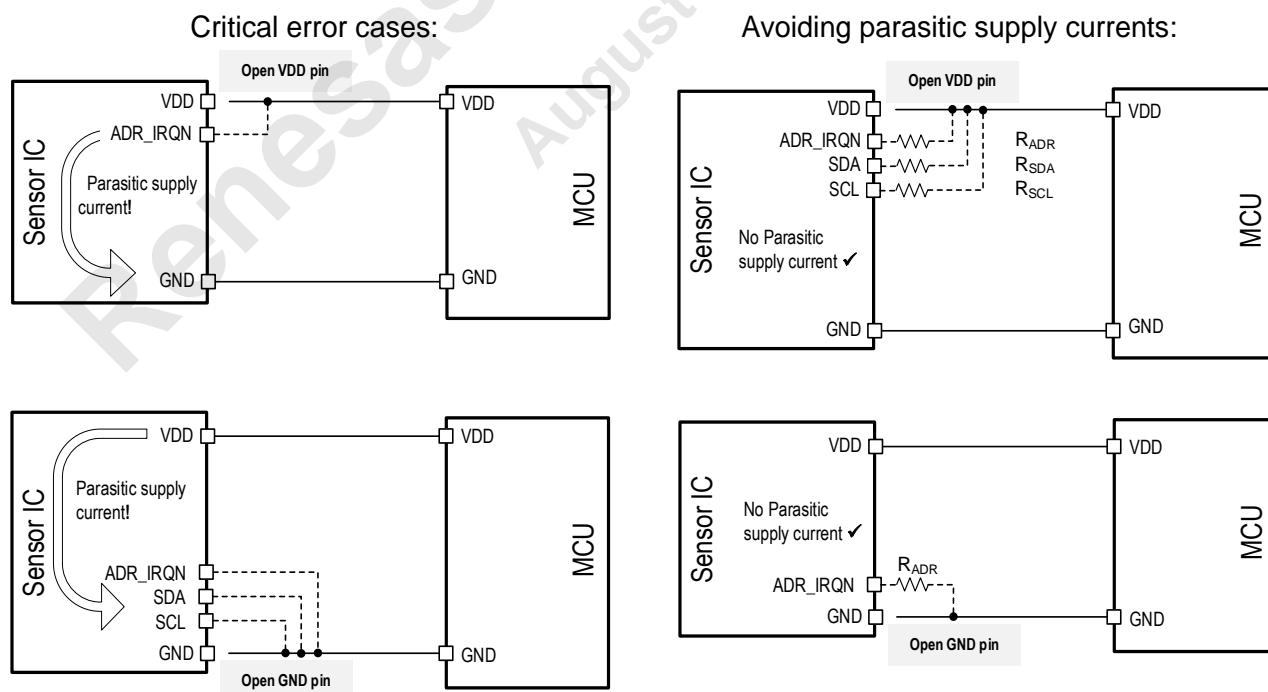 Critical error cases:
Open VDD pin
VDD
ADR_IRQN
Parasitic supply
current!
GND
Sensor IC
VDD
GND
MCU
Avoiding parasitic supply currents:
Open VDD pin
VDD
ADR_IRQN
SDA
SCL
RADR
RSDA
RSCL
No Parasitic
supply current ✓
GND
Sensor IC
VDD
GND
MCU
VDD
Parasitic supply
current!
ADR_IRQN
SDA
SCL
GND
Open GND pin
Sensor IC
VDD
GND
MCU
VDD
No Parasitic
supply current ✓
RADR
ADR_IRQN
GND
Open GND pin
Sensor IC
VDD
GND
MCU
Renesas
August